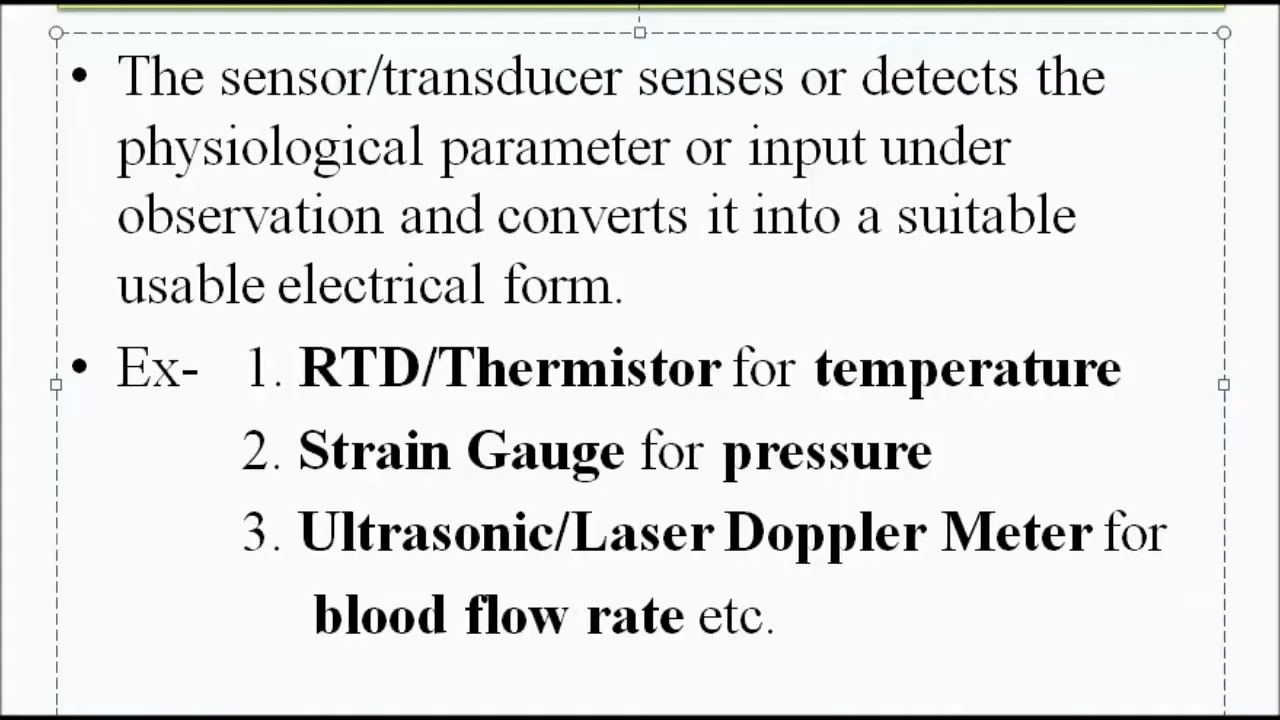 • The sensor/transducer senses or detects the
physiological parameter or input under
observation and converts it into a suitable
usable electrical form.
• Ex- 1. RTD/Thermistor for temperature
2. Strain Gauge for pressure
3. Ultrasonic/Laser Doppler Meter for
blood flow rate etc.